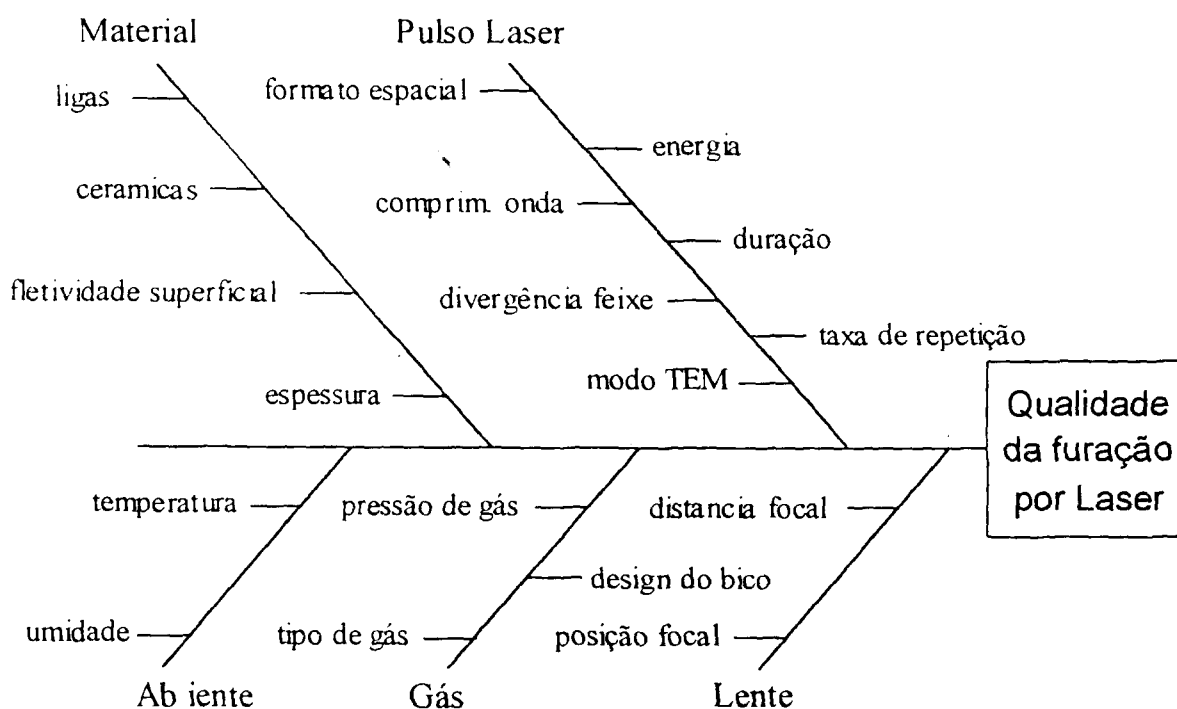 Material
Pulso Laser
ligas
formato espacial
energia
ceramicas
comprim. onda
duração
fletividade superficial
divergência feixe
taxa de repetição
espessura
modo TEM
Qualidade
da furação
por Laser
temperatura
pressão de gás
distancia focal
design do bico
umidade
tipo de gás
posição focal
Ab iente
Gás
Lente